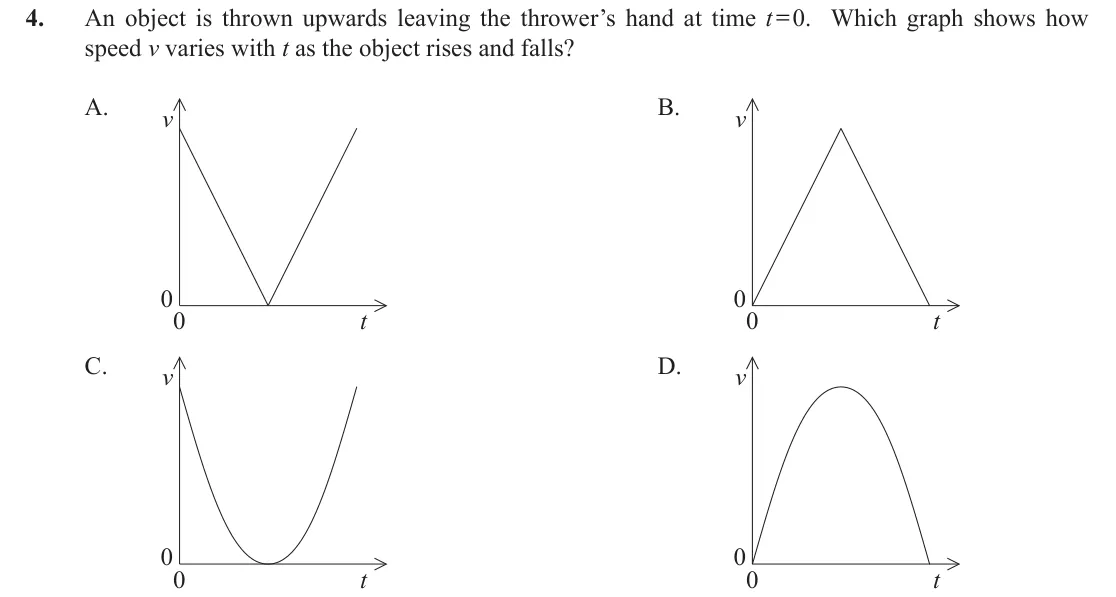 4. An object is thrown upwards leaving the thrower’s hand at time t=0. Which graph shows how
speed v varies with t as the object rises and falls?
A.
v
0
0
t
B.
v
0
0
t
C.
v
0
0
t
D.
v
0
0
t